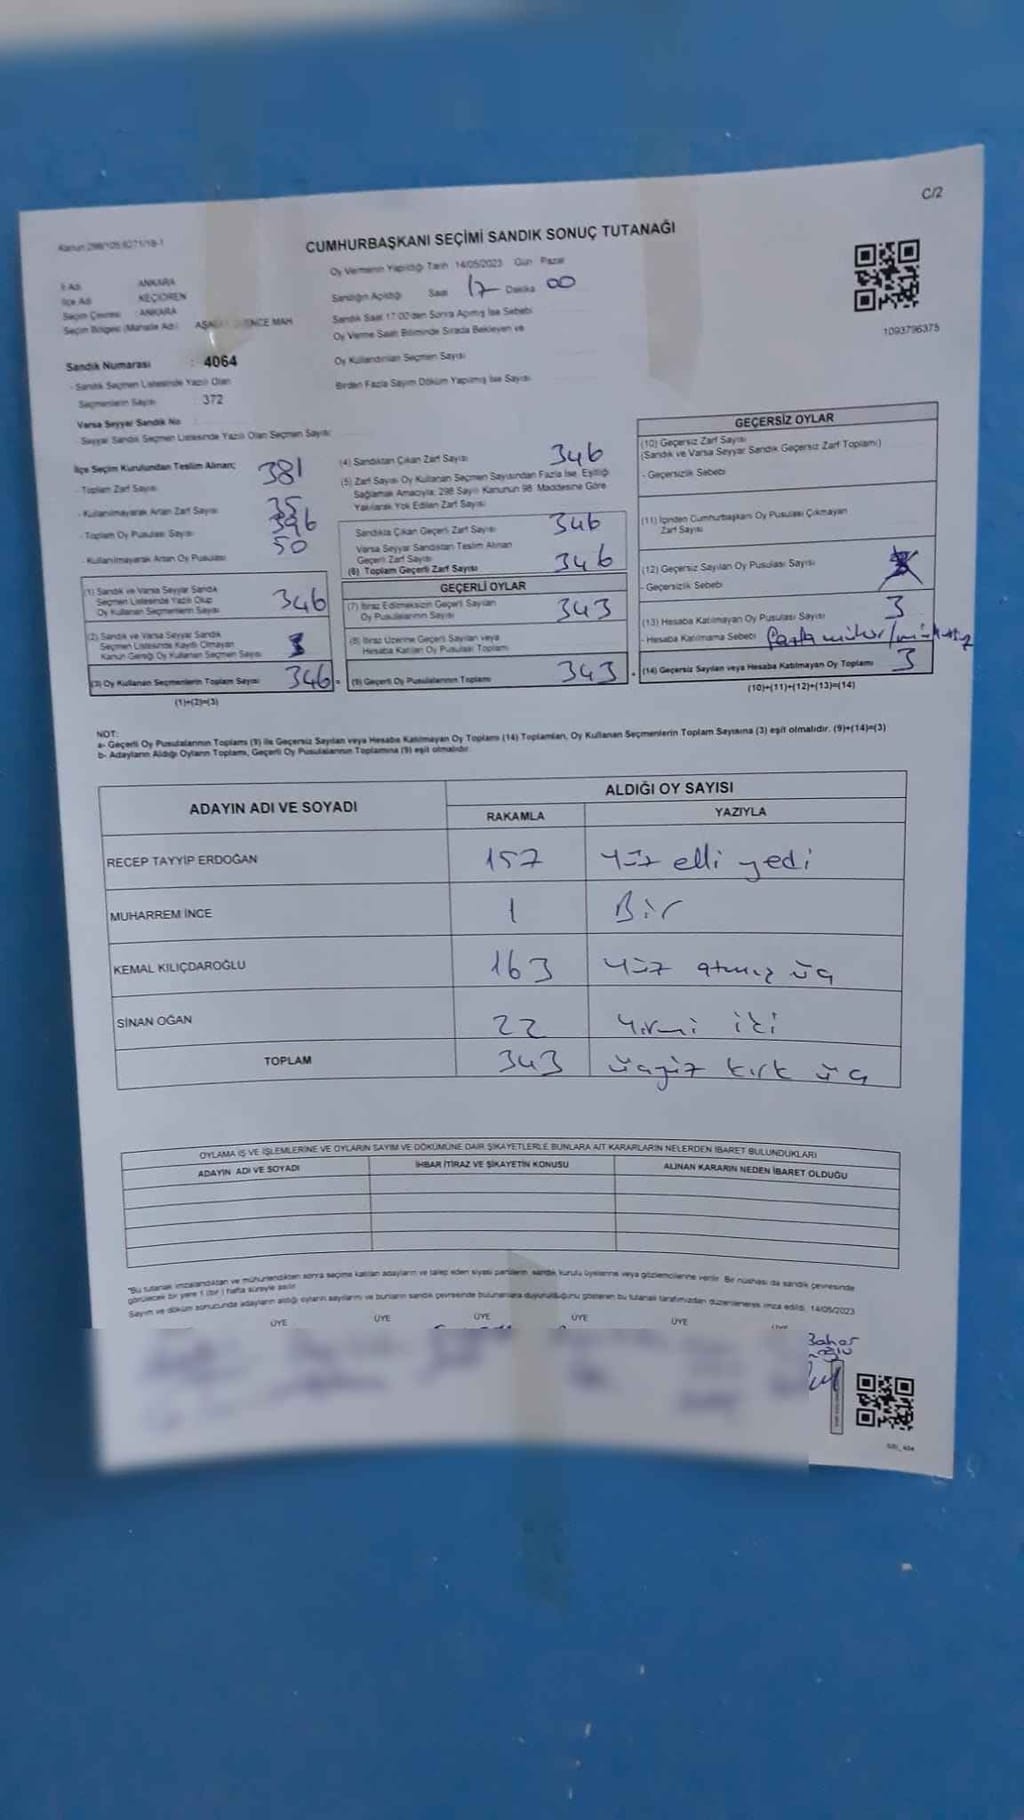 C/2
Kanun 298/105 6271/18-1
CUMHURBAŞKANI SEÇİMİ SANDIK SONUÇ TUTANAĞI
Oy Vermenin Yapıldığı Tarih 14/05/2023 Gün Pazar
İl Adı ANKARA
İlçe Adı KEÇİÖREN
Seçim Çevresi : ANKARA
Seçim Bölgesi (Mahalle Adı)
MAH
Sandığın Açıldığı Saat 17 Dakika 00
Sandık Saat 17:00'den Sonra Açılmış İse Sebebi
Oy Verme Saati Bitiminde Sırada Bekleyen ve
Oy Kullandırılan Seçmen Sayısı
Birden Fazla Sayım Döküm Yapılmış İse Sayısı
1093796375
Sandık Numarası : 4064
- Sandık Seçmen Listesinde Yazılı Olan
Seçmenlerin Sayısı : 372
Varsa Seyyar Sandık No
- Seyyar Sandık Seçmen Listesinde Yazılı Olan Seçmen Sayısı
İlçe Seçim Kurulundan Teslim Alınan;
- Toplam Zarf Sayısı 381
- Kullanılmayarak Artan Zarf Sayısı 35
- Toplam Oy Pusulası Sayısı 396
- Kullanılmayarak Artan Oy Pusulası 50
(1) Sandık ve Varsa Seyyar Sandık
Seçmen Listesinde Yazılı Olup
Oy Kullanan Seçmenlerin Sayısı 346
(2) Sandık ve Varsa Seyyar Sandık
Seçmen Listesinde Kayıtlı Olmayan
Kanun Gereği Oy Kullanan Seçmen Sayısı
(3) Oy Kullanan Seçmenlerin Toplam Sayısı 346 =
(1)+(2)=(3)
(4) Sandıktan Çıkan Zarf Sayısı 346
(5) Zarf Sayısı Oy Kullanan Seçmen Sayısından Fazla İse, Eşitliği
Sağlamak Amacıyla; 298 Sayılı Kanunun 98. Maddesine Göre
Yakılarak Yok Edilen Zarf Sayısı
Sandıkta Çıkan Geçerli Zarf Sayısı 346
Varsa Seyyar Sandıktan Teslim Alınan
Geçerli Zarf Sayısı
(6) Toplam Geçerli Zarf Sayısı 346
GEÇERLİ OYLAR
(7) İtiraz Edilmeksizin Geçerli Sayılan
Oy Pusulalarının Sayısı 343
(8) İtiraz Üzerine Geçerli Sayılan veya
Hesaba Katılan Oy Pusulası Toplamı
(9) Geçerli Oy Pusulalarının Toplamı 343 +
GEÇERSİZ OYLAR
(10) Geçersiz Zarf Sayısı
(Sandık ve Varsa Seyyar Sandık Geçersiz Zarf Toplamı)
- Geçersizlik Sebebi
(11) İçinden Cumhurbaşkanı Oy Pusulası Çıkmayan
Zarf Sayısı
(12) Geçersiz Sayılan Oy Pusulası Sayısı
- Geçersizlik Sebebi
(13) Hesaba Katılmayan Oy Pusulası Sayısı 3
- Hesaba Katılmama Sebebi
(14) Geçersiz Sayılan veya Hesaba Katılmayan Oy Toplamı 3
(10)+(11)+(12)+(13)=(14)
NOT:
a- Geçerli Oy Pusulalarının Toplamı (9) ile Geçersiz Sayılan veya Hesaba Katılmayan Oy Toplamı (14) Toplamları, Oy Kullanan Seçmenlerin Toplam Sayısına (3) eşit olmalıdır. (9)+(14)=(3)
b- Adayların Aldığı Oyların Toplamı, Geçerli Oy Pusulalarının Toplamına (9) eşit olmalıdır.
ADAYIN ADI VE SOYADI
ALDIĞI OY SAYISI
RAKAMLA YAZIYLA
RECEP TAYYİP ERDOĞAN 157 Yüz elli yedi
MUHARREM İNCE 1 Bir
KEMAL KILIÇDAROĞLU 163 Yüz atmış üç
SİNAN OĞAN 22 Yirmi iki
TOPLAM 343 üçyüz kırk üç
OYLAMA İŞ VE İŞLEMLERİNE VE OYLARIN SAYIM VE DÖKÜMÜNE DAİR ŞİKAYETLERLE BUNLARA AİT KARARLARIN NELERDEN İBARET BULUNDUKLARI
ADAYIN ADI VE SOYADI İHBAR İTİRAZ VE ŞİKAYETİN KONUSU ALINAN KARARIN NEDEN İBARET OLDUĞU
"Bu tutanak imzalandıktan ve mühürlendikten sonra seçime katılan adayların ve talep eden siyasi partilerin sandık kurulu üyelerine veya gözlemcilerine verilir. Bir nüshası da sandık çevresinde
görülecek bir yere 1 (bir) hafta süreyle asılır.
Sayım ve döküm sonucunda adayların aldığı oyların sayılarını ve bunların sandık çevresinde bulunanlara duyurulduğunu gösteren bu tutanak tarafımızdan düzenlenerek imza edildi. 14/05/2023
ÜYE ÜYE ÜYE ÜYE ÜYE
Bahar